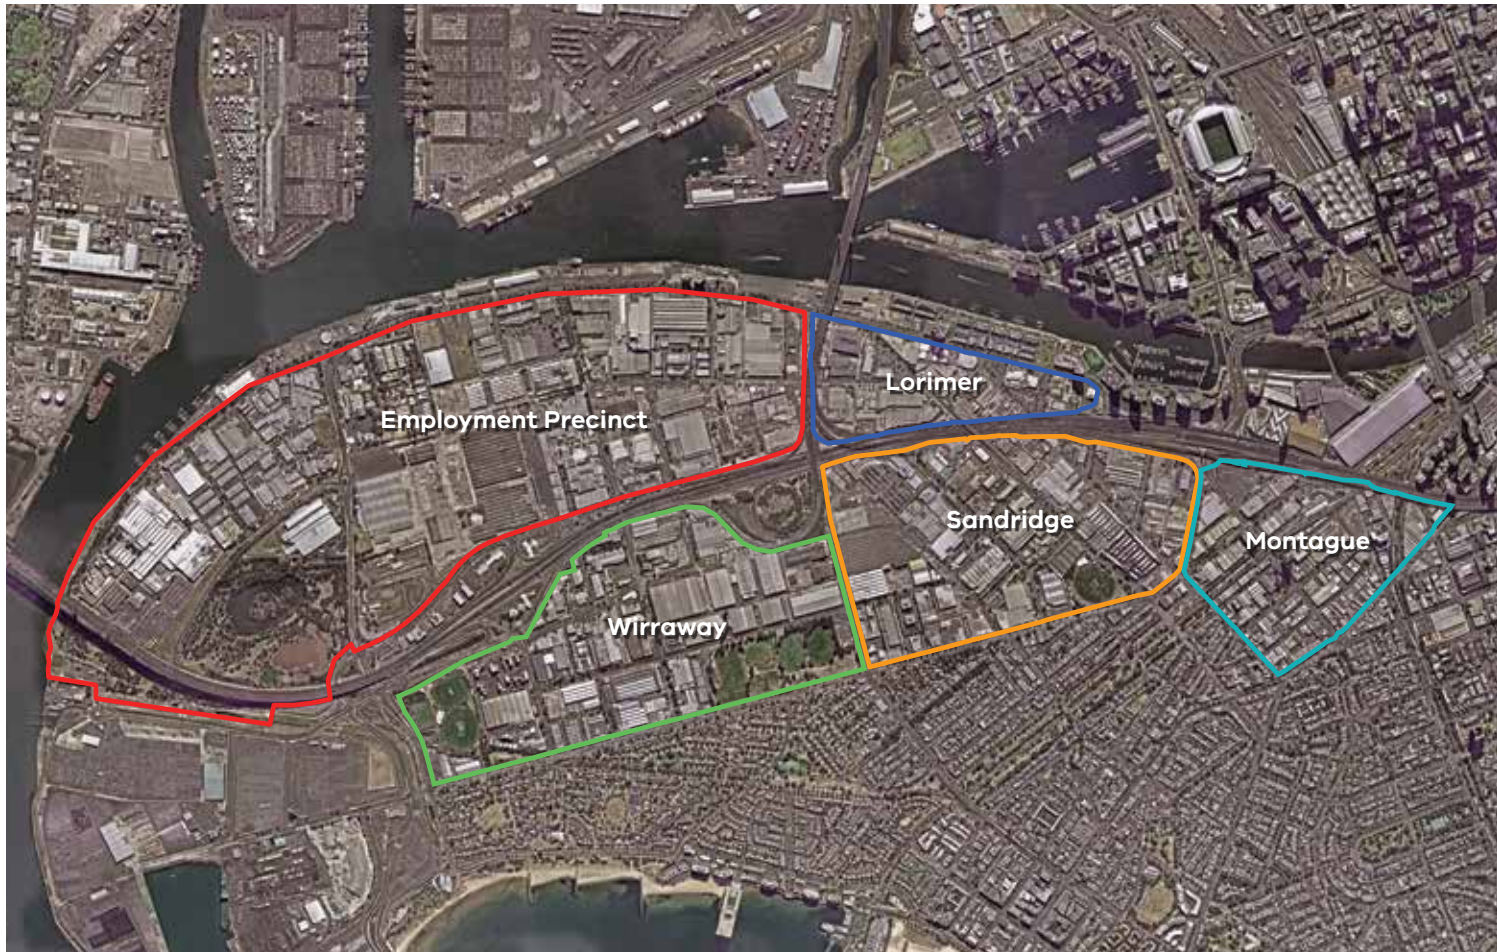 Lorimer
Employment Precinct
Sandridge
Montague
Wirraway